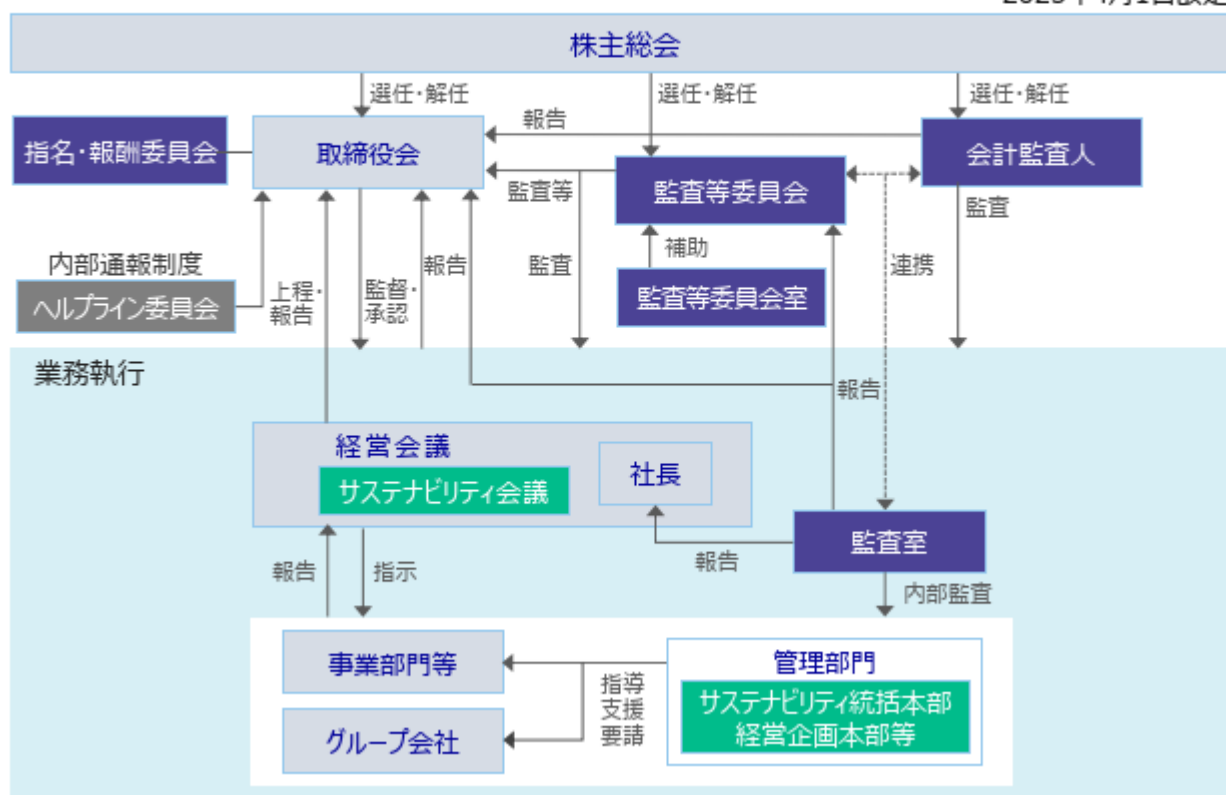 株主総会
選任・解任
選任・解任
選任・解任
指名・報酬委員会
取締役会
報告
会計監査人
監査等
監査等委員会
監査
内部通報制度
ヘルプライン委員会
上程・
報告
監督・
承認
報告
監査
補助
監査等委員会室
連携
業務執行
報告
経営会議
サステナビリティ会議
社長
監査室
報告
報告
指示
内部監査
事業部門等
グループ会社
指導
支援
要請
管理部門
サステナビリティ統括本部
経営企画本部等